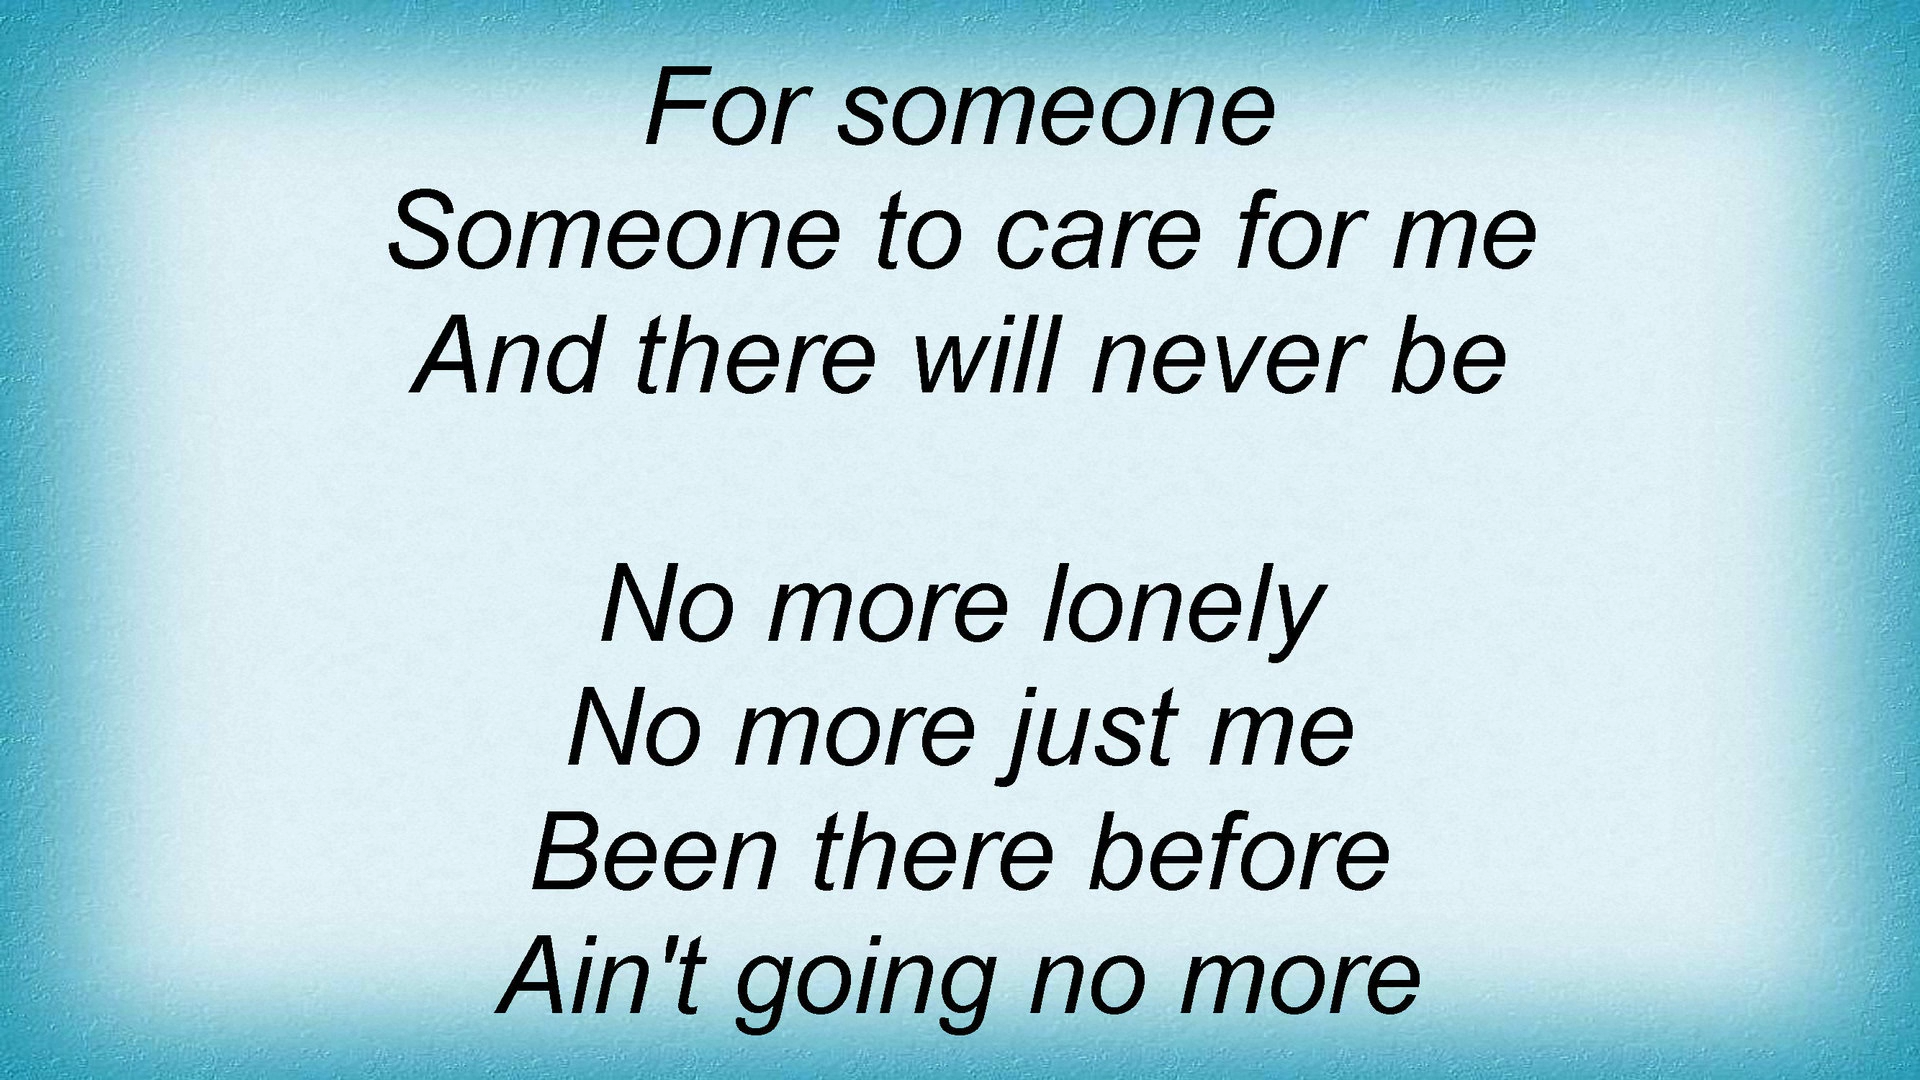 For someone
Someone to care for me
And there will never be
No more lonely
No more just me
Been there before
Ain't going no more